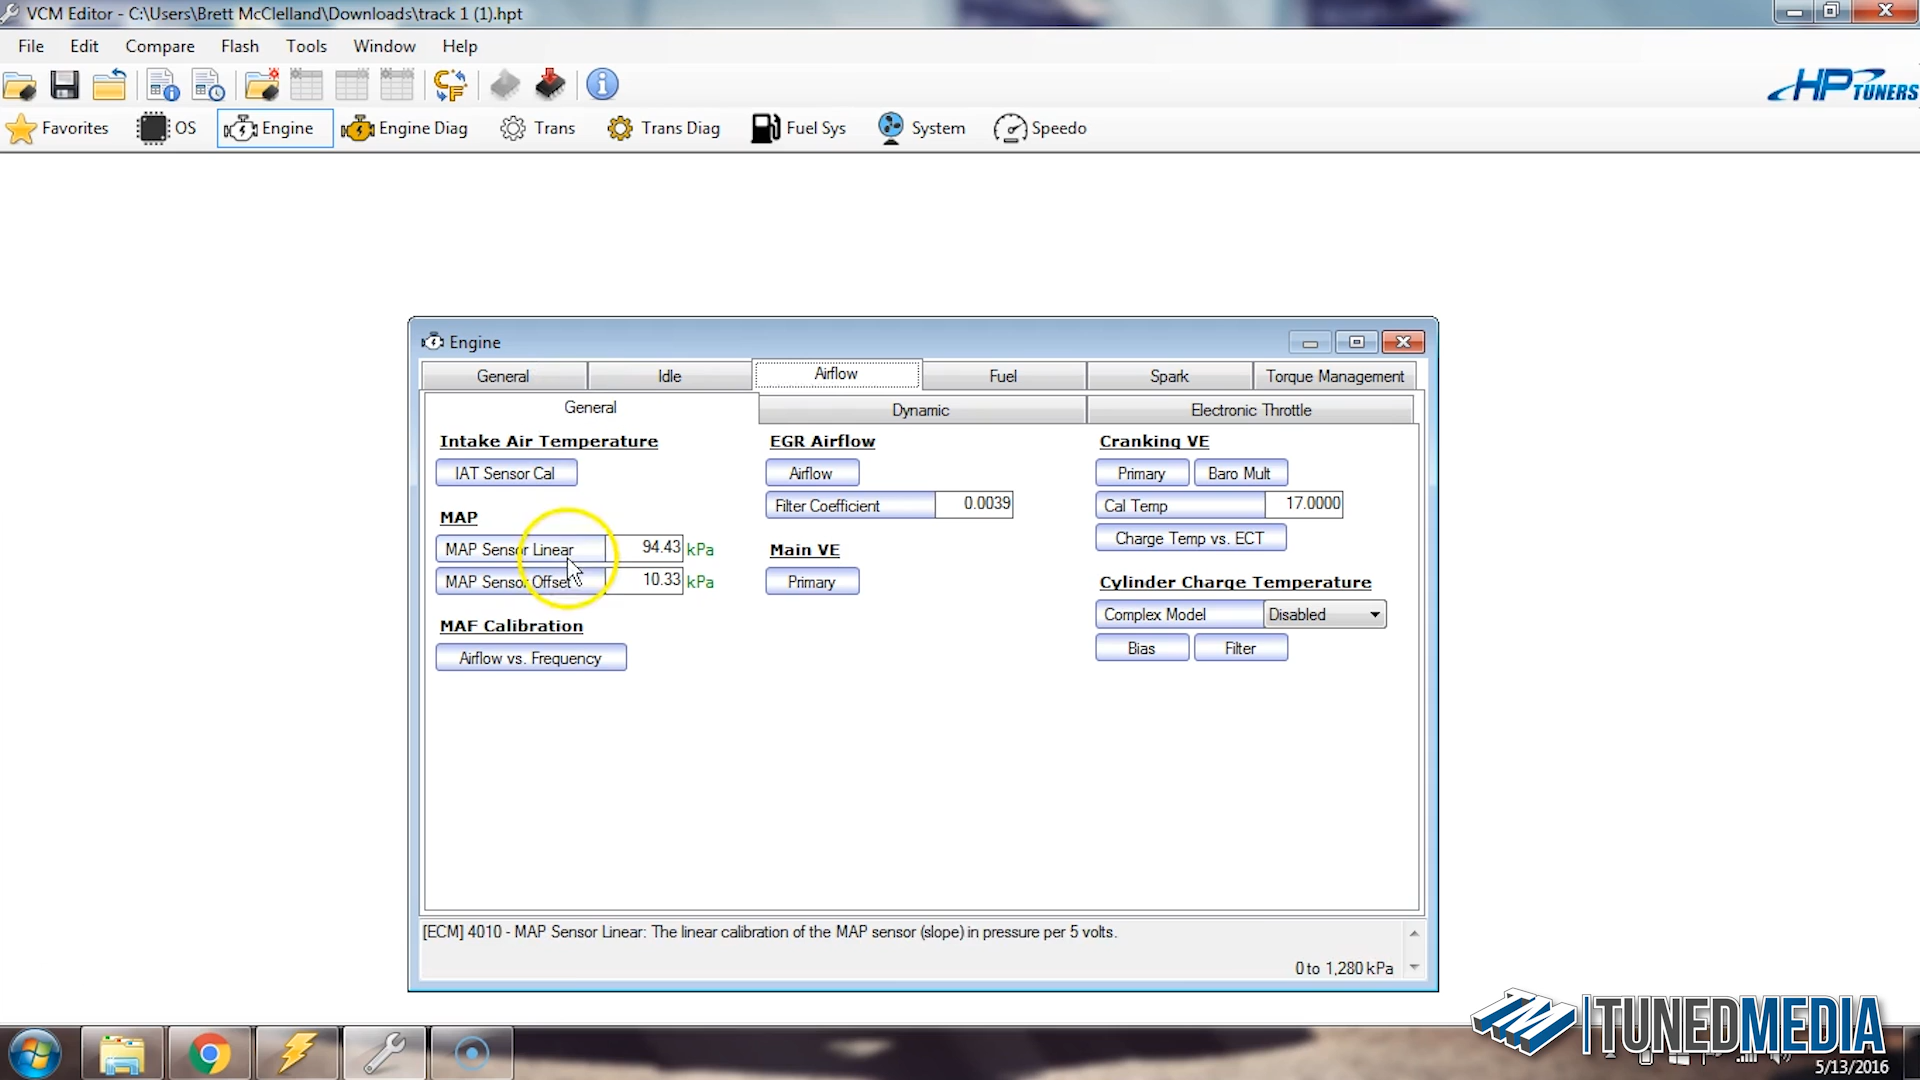 VCM Editor - C:\Users\Brett McClelland\Downloads\track 1 (1).hpt
File Edit Compare Flash Tools Window Help
HP TUNERS
Favorites OS Engine Engine Diag Trans Trans Diag Fuel Sys System Speedo
Engine
General Idle Airflow Fuel Spark Torque Management
General Dynamic Electronic Throttle
Intake Air Temperature EGR Airflow Cranking VE
IAT Sensor Cal Airflow Primary Baro Mult
Filter Coefficient 0.0039 Cal Temp 17.0000
MAP
Charge Temp vs. ECT
MAP Sensor Linear 94.43 kPa Main VE
MAP Sensor Offset 10.33 kPa Primary Cylinder Charge Temperature
Complex Model Disabled
MAF Calibration
Bias Filter
Airflow vs. Frequency
[ECM] 4010 - MAP Sensor Linear: The linear calibration of the MAP sensor (slope) in pressure per 5 volts.
0 to 1,280 kPa
TM TUNEDMEDIA
5/13/2016